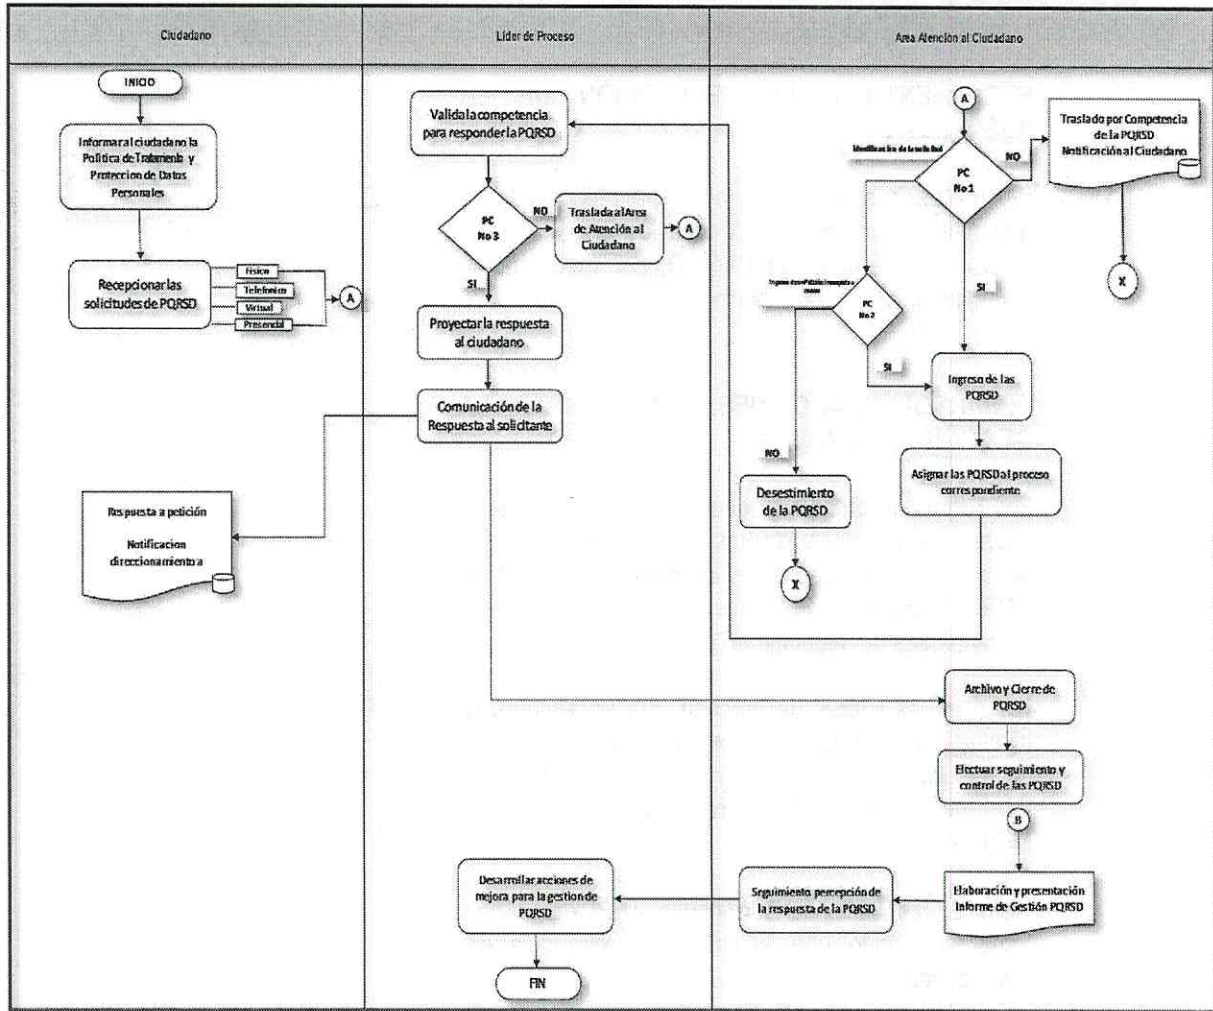 Ciudadano
Líder de Proceso
Area Atención al Ciudadano
INICIO
Informar al ciudadano la
Política de Tratamiento y
Proteccion de Datos
Personales
Recepcionar las
solicitudes de PQRSD
Físico
Telefonico
Virtual
Presencial
A
Respuesta a petición
Notificacion
direccionamiento a
Valida la competencia
para responder la PQRSD
PC
No 3
NO
Traslada al Area
de Atención al
Ciudadano
A
SI
Proyectar la respuesta
al ciudadano
Comunicación de la
Respuesta al solicitante
Desarrollar acciones de
mejora para la gestion de
PQRSD
FIN
A
PC
No 1
NO
Traslado por Competencia
de la PQRSD
Notificación al Ciudadano
X
SI
PC
No 2
SI
Ingreso de las
PQRSD
NO
Desestimiento
de la PQRSD
X
Asignar las PQRSD al proceso
correspondiente
Archivo y Cierre de
PQRSD
Efectuar seguimiento y
control de las PQRSD
B
Elaboración y presentación
Informe de Gestión PQRSD
Seguimiento percepción de
la respuesta de la PQRSD